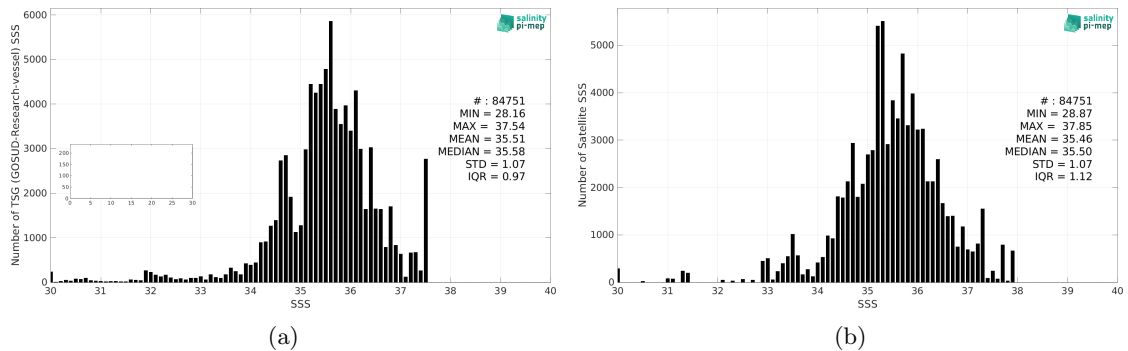 salinity
pi-mep
Number of TSG (GOSUD-Research-vessel) SSS
6000
5000
4000
3000
2000
1000
0
# : 84751
MIN = 28.16
MAX = 37.54
MEAN = 35.51
MEDIAN = 35.58
STD = 1.07
IQR = 0.97
200
150
100
50
0
0 5 10 15 20 25 30
30 31 32 33 34 35 36 37 38 39 40
SSS
(a)
salinity
pi-mep
Number of Satellite SSS
5000
4000
3000
2000
1000
0
# : 84751
MIN = 28.87
MAX = 37.85
MEAN = 35.46
MEDIAN = 35.50
STD = 1.07
IQR = 1.12
30 31 32 33 34 35 36 37 38 39 40
SSS
(b)